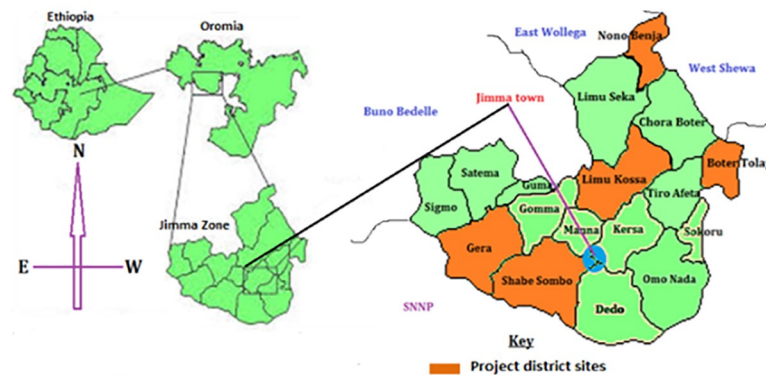 Ethiopia
Oromia
East Wollega
Nono Benja
West Shewa
Buno Bedelle
Jimma town
Limu Seka
Chora Boter
N
Satema
Guma
Limu Kossa
Boter Tolay
Tiro Afeta
Sigmo
Gomma
Jimma Zone
Manna
Kersa
Sokoru
Gera
E
W
Shabe Sombo
Omo Nada
SNNP
Dedo
Key
Project district sites